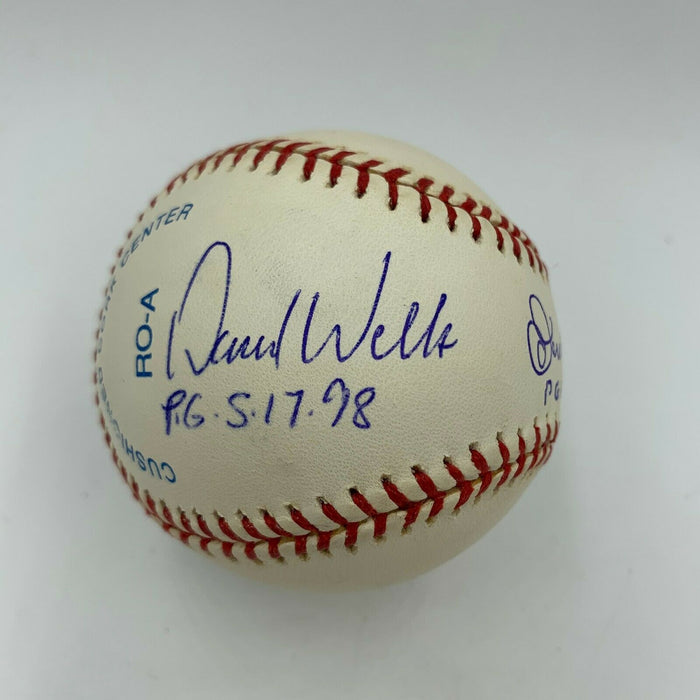 CUSHIONED CORK CENTER
RO-A
David Wells
P.G. 5.17.98
PG